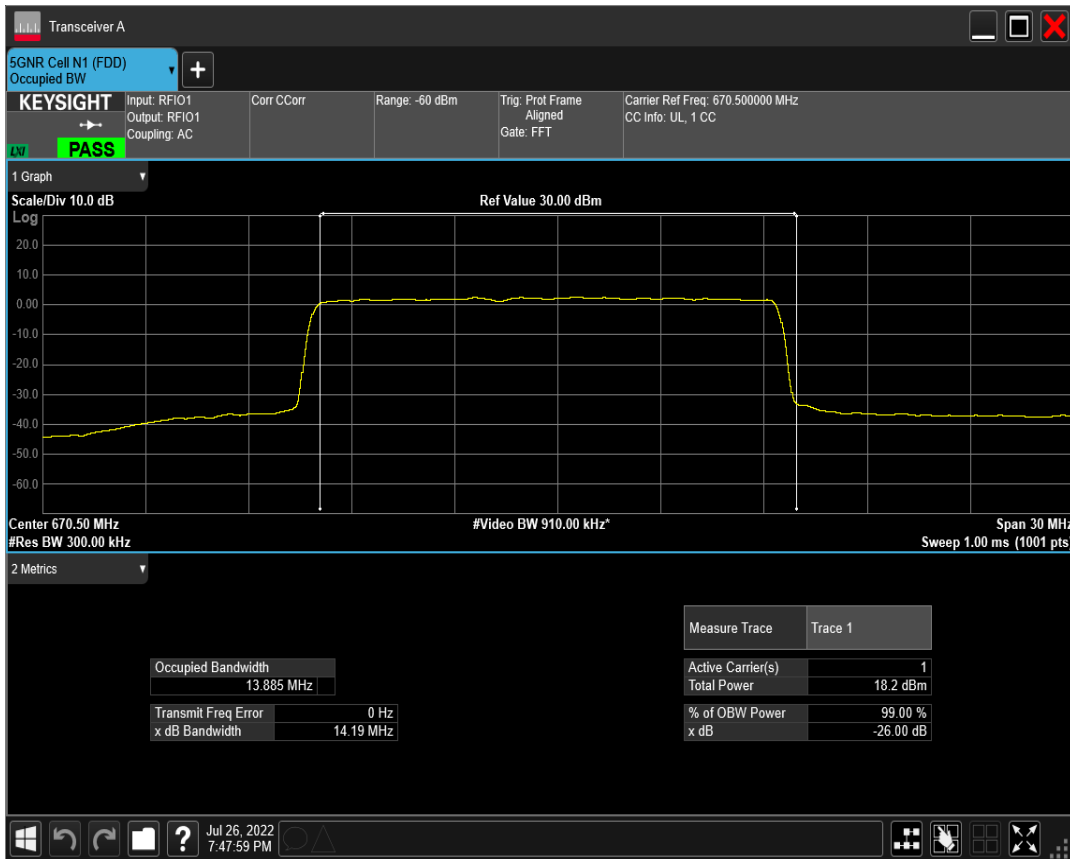 Transceiver A
5GNR Cell N1 (FDD)
Occupied BW
+
KEYSIGHT
LXI
PASS
Input: RFIO1
Output: RFIO1
Coupling: AC
Corr CCorr
Range: -60 dBm
Trig: Prot Frame
Aligned
Gate: FFT
Carrier Ref Freq: 670.500000 MHz
CC Info: UL, 1 CC
1 Graph
Scale/Div 10.0 dB
Ref Value 30.00 dBm
Log
20.0
10.0
0.00
-10.0
-20.0
-30.0
-40.0
-50.0
-60.0
Center 670.50 MHz
#Video BW 910.00 kHz*
Span 30 MHz
#Res BW 300.00 kHz
Sweep 1.00 ms (1001 pts)
2 Metrics
Measure Trace Trace 1
Occupied Bandwidth
13.885 MHz
Active Carrier(s) 1
Total Power 18.2 dBm
Transmit Freq Error 0 Hz
x dB Bandwidth 14.19 MHz
% of OBW Power 99.00 %
x dB -26.00 dB
?
Jul 26, 2022
7:47:59 PM